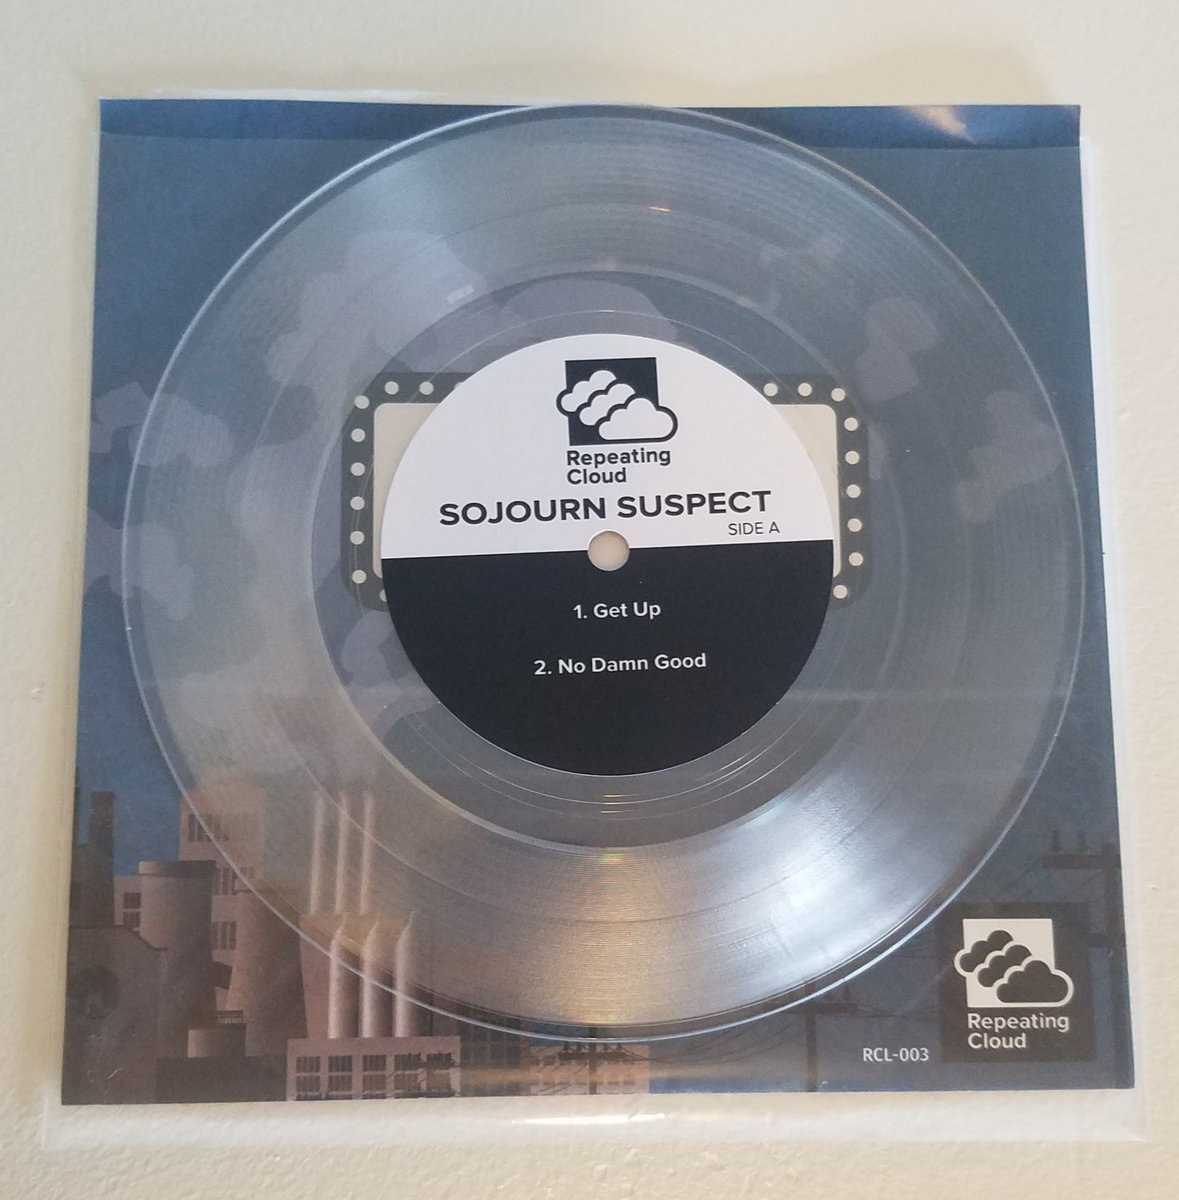 Repeating
Cloud
SOJOURN SUSPECT
SIDE A
1. Get Up
2. No Damn Good
Repeating
Cloud
RCL-003